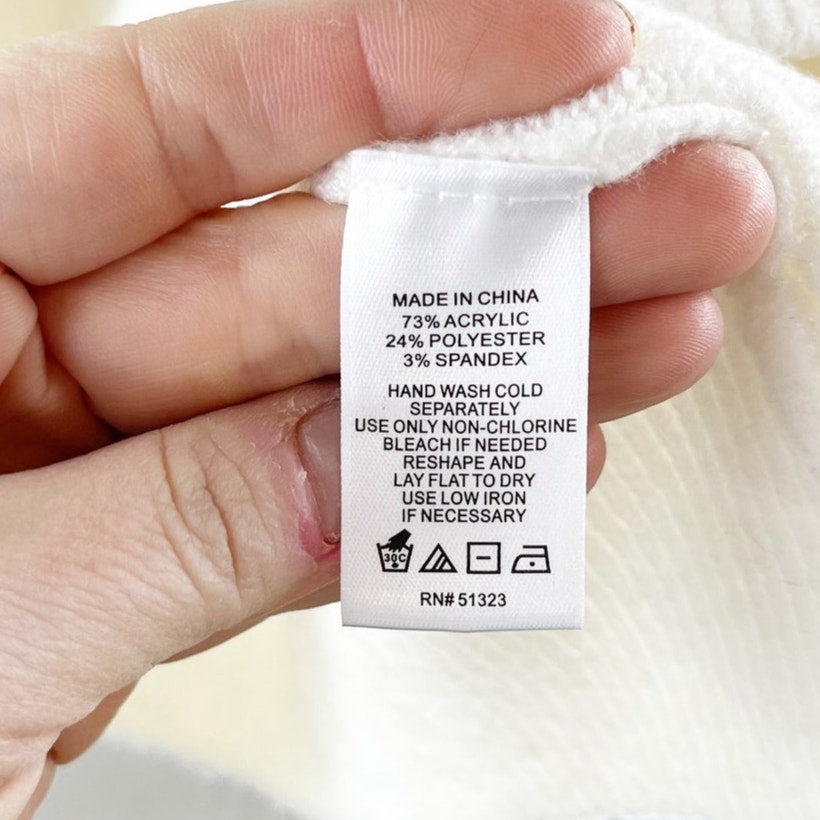 MADE IN CHINA
73% ACRYLIC
24% POLYESTER
3% SPANDEX
HAND WASH COLD
SEPARATELY
USE ONLY NON-CHLORINE
BLEACH IF NEEDED
RESHAPE AND
LAY FLAT TO DRY
USE LOW IRON
IF NECESSARY
30C
RN# 51323